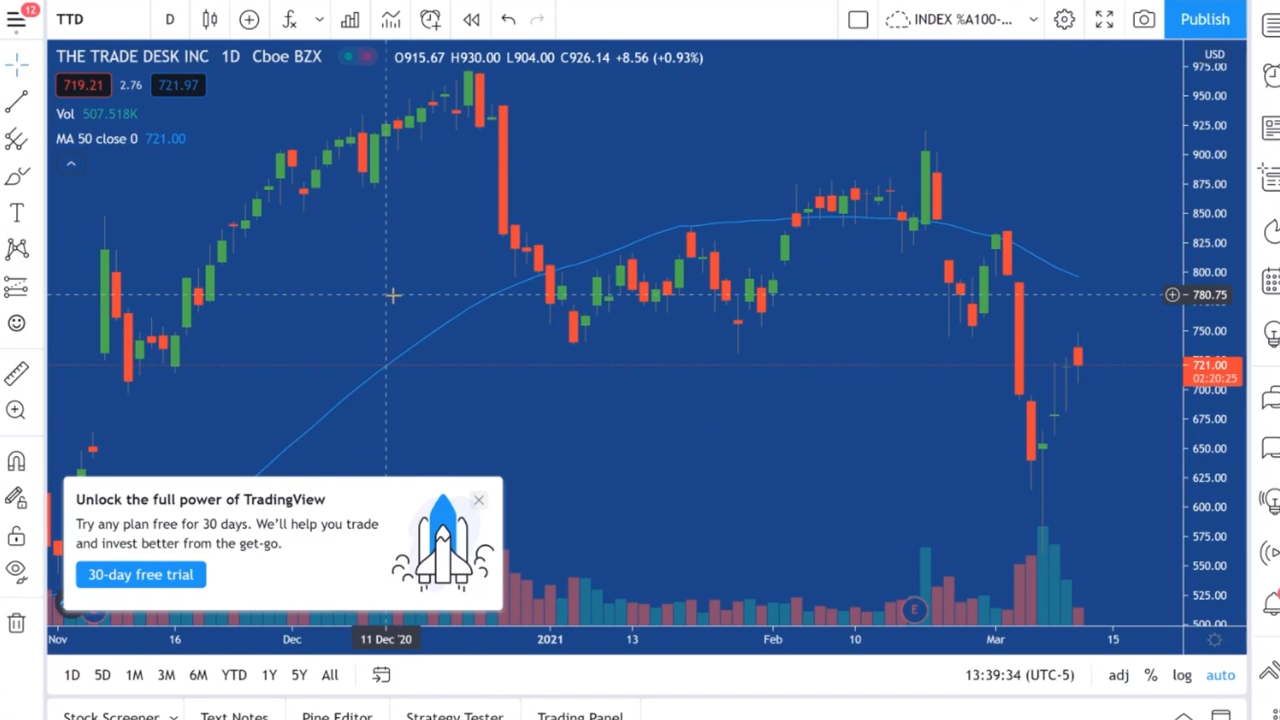 12
TTD
D
INDEX %A100-...
Publish
THE TRADE DESK INC 1D Cboe BZX O915.67 H930.00 L904.00 C926.14 +8.56 (+0.93%)
719.21 2.76 721.97
Vol 507.518K
MA 50 close 0 721.00
USD
975.00
950.00
925.00
900.00
875.00
850.00
825.00
800.00
780.75
750.00
721.00
02:20:25
700.00
675.00
650.00
625.00
600.00
575.00
550.00
525.00
500.00
Unlock the full power of TradingView
Try any plan free for 30 days. We'll help you trade
and invest better from the get-go.
30-day free trial
E
Nov 16 Dec 11 Dec '20 2021 13 Feb 10 Mar 15
1D 5D 1M 3M 6M YTD 1Y 5Y All 13:39:34 (UTC-5) adj % log auto
Stock Screener Text Notes Pine Editor Strategy Tester Trading Panel